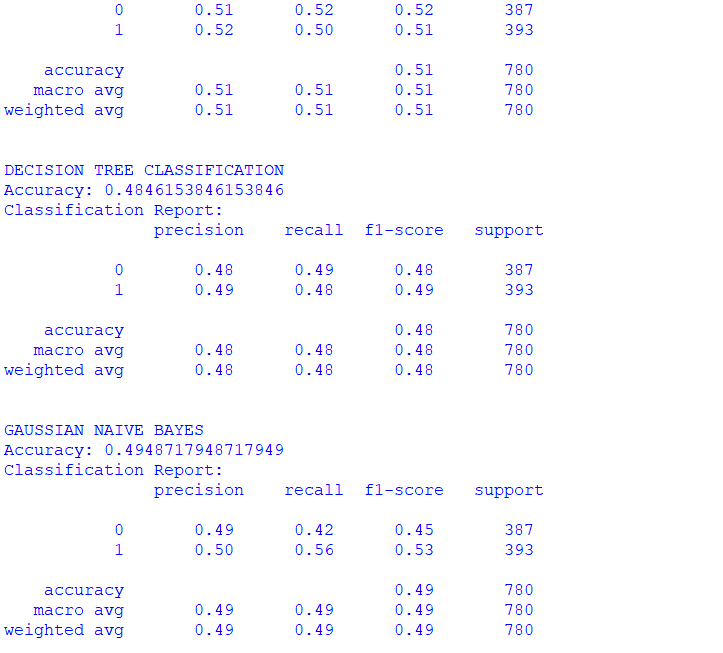 0 0.51 0.52 0.52 387
1 0.52 0.50 0.51 393
accuracy 0.51 780
macro avg 0.51 0.51 0.51 780
weighted avg 0.51 0.51 0.51 780
DECISION TREE CLASSIFICATION
Accuracy: 0.4846153846153846
Classification Report:
precision recall f1-score support
0 0.48 0.49 0.48 387
1 0.49 0.48 0.49 393
accuracy 0.48 780
macro avg 0.48 0.48 0.48 780
weighted avg 0.48 0.48 0.48 780
GAUSSIAN NAIVE BAYES
Accuracy: 0.4948717948717949
Classification Report:
precision recall f1-score support
0 0.49 0.42 0.45 387
1 0.50 0.56 0.53 393
accuracy 0.49 780
macro avg 0.49 0.49 0.49 780
weighted avg 0.49 0.49 0.49 780